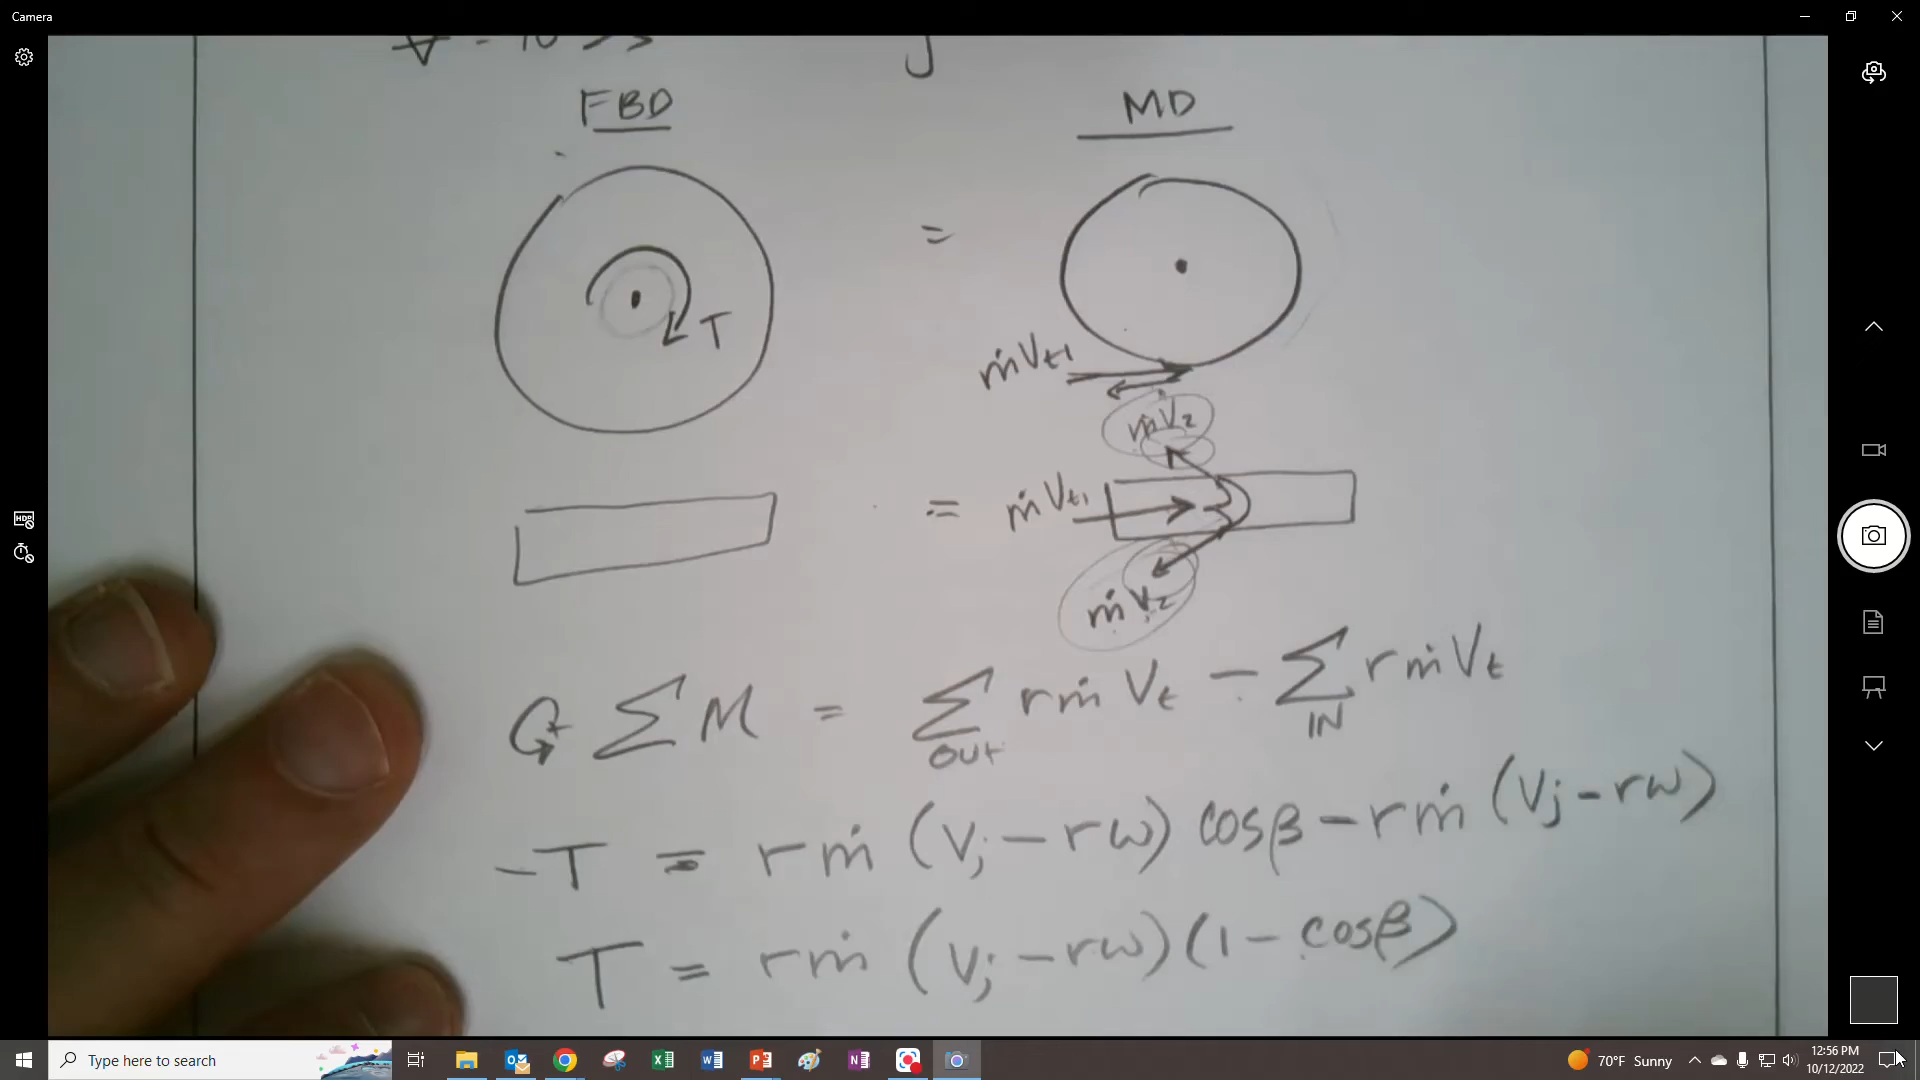 Camera
FBD
MD
=
T
ṁVt1
ṁV2
=
ṁVt1
ṁV2
+ ΣM = Σ OUT rṁVt − Σ IN rṁVt
−T = rṁ (Vj − rω) cosβ − rṁ (Vj − rω)
T = rṁ (Vj − rω)(1 − cosβ)
Type here to search
70°F Sunny
12:56 PM
10/12/2022